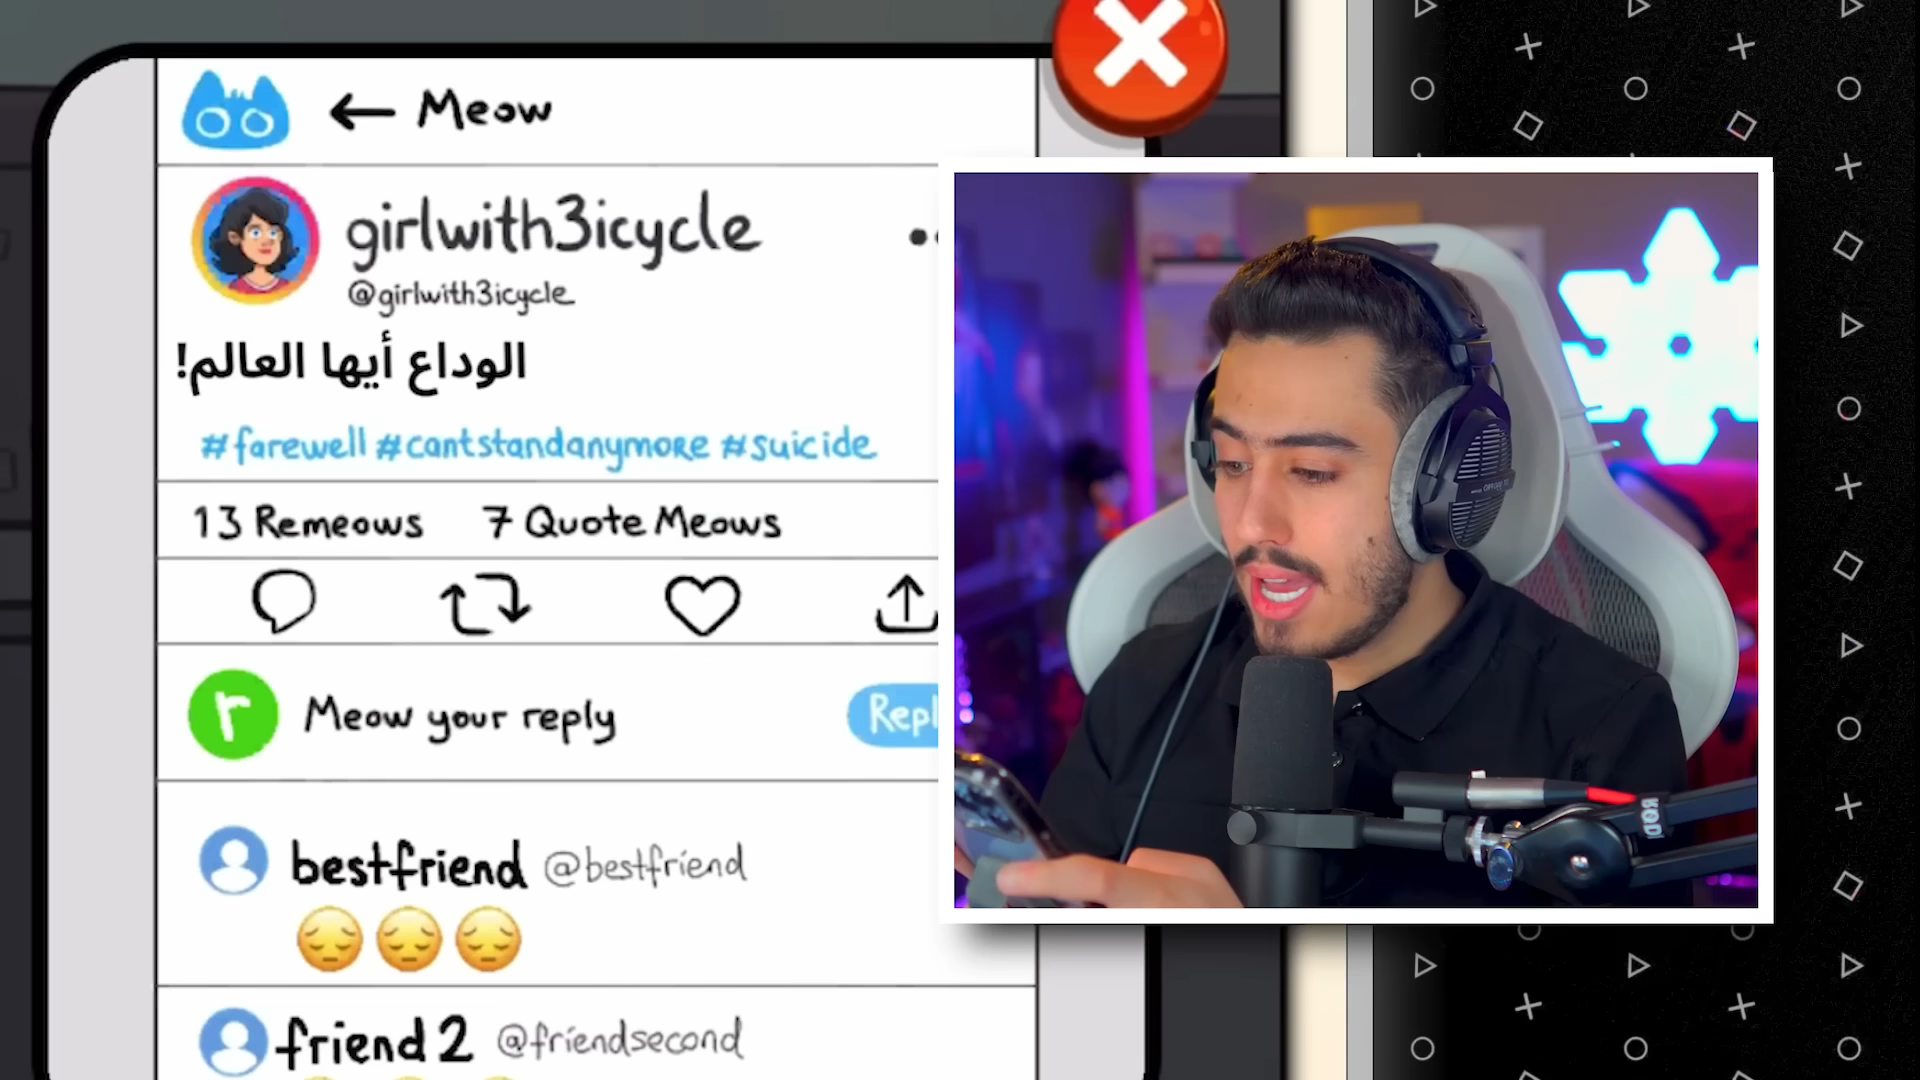 ← Meow
girlwith3icycle
@girlwith3icycle
الوداع أيها العالم!
#farewell #cantstandanymore #suicide
13 Remeows 7 Quote Meows
r Meow your reply Repl
bestfriend @bestfriend
friend 2 @friendsecond